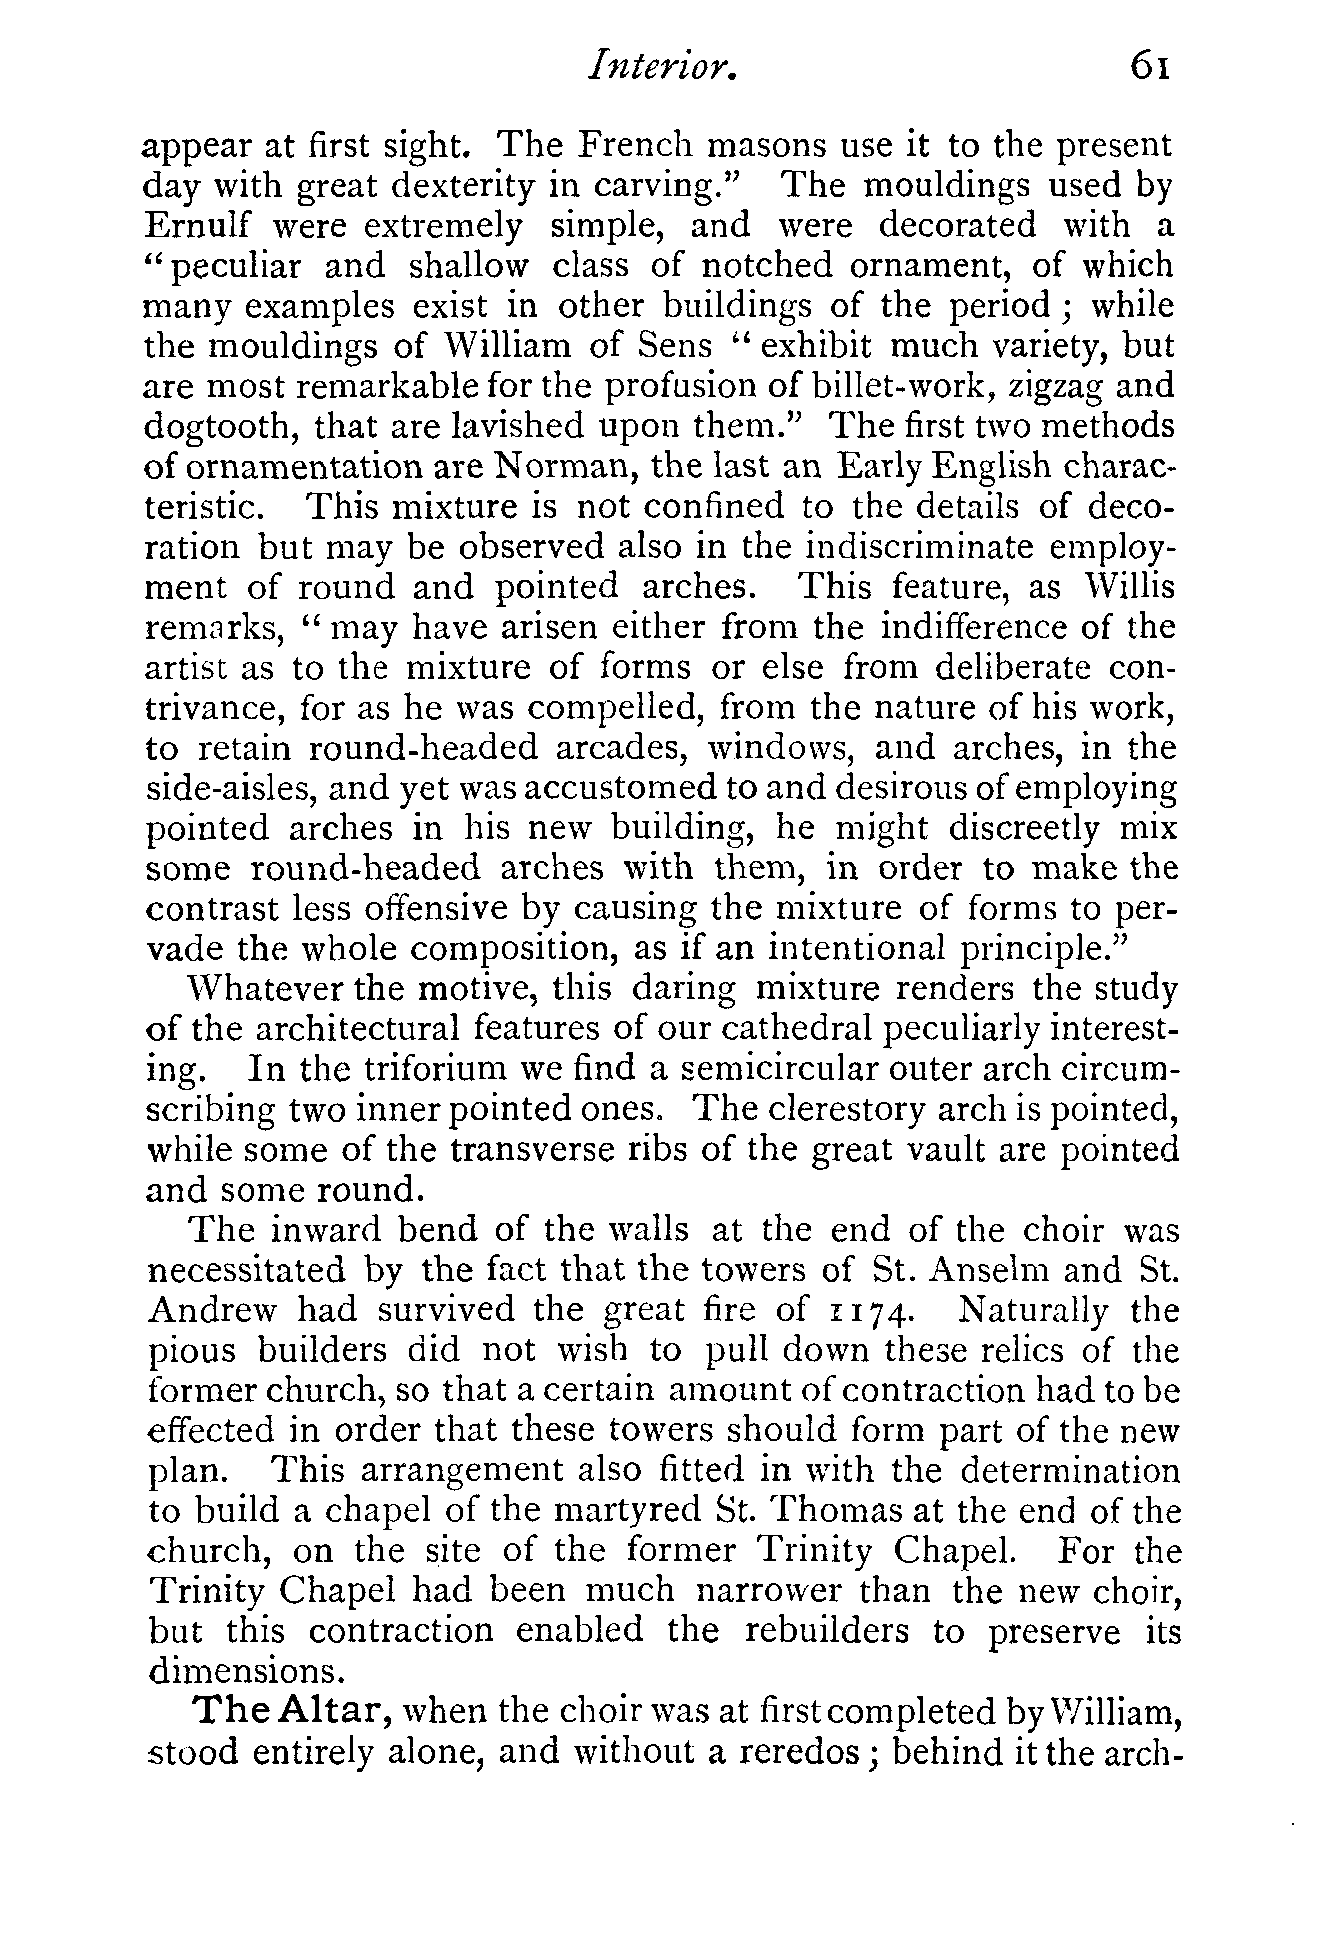 Interior. 61
appear at first sight. The French masons use it to the present
day with great dexterity in carving.” The mouldings used by
Ernulf were extremely simple, and were decorated with a
“peculiar and shallow class of notched ornament, of which
many examples exist in other buildings of the period ; while
the mouldings of William of Sens “ exhibit much variety, but
are most remarkable for the profusion of billet-work, zigzag and
dogtooth, that are lavished upon them.” The first two methods
of ornamentation are Norman, the last an Early English charac-
teristic. This mixture is not confined to the details of deco-
ration but may be observed also in the indiscriminate employ-
ment of round and pointed arches. This feature, as Willis
remarks, “ may have arisen either from the indifference of the
artist as to the mixture of forms or else from deliberate con-
trivance, for as he was compelled, from the nature of his work,
to retain round-headed arcades, windows, and arches, in the
side-aisles, and yet was accustomed to and desirous of employing
pointed arches in his new building, he might discreetly mix
some round-headed arches with them, in order to make the
contrast less offensive by causing the mixture of forms to per-
vade the whole composition, as if an intentional principle.”
Whatever the motive, this daring mixture renders the study
of the architectural features of our cathedral peculiarly interest-
ing. In the triforium we find a semicircular outer arch circum-
scribing two inner pointed ones. The clerestory arch is pointed,
while some of the transverse ribs of the great vault are pointed
and some round.
The inward bend of the walls at the end of the choir was
necessitated by the fact that the towers of St. Anselm and St.
Andrew had survived the great fire of 1174. Naturally the
pious builders did not wish to pull down these relics of the
former church, so that a certain amount of contraction had to be
effected in order that these towers should form part of the new
plan. This arrangement also fitted in with the determination
to build a chapel of the martyred St. Thomas at the end of the
church, on the site of the former Trinity Chapel. For the
Trinity Chapel had been much narrower than the new choir,
but this contraction enabled the rebuilders to preserve its
dimensions.
The Altar, when the choir was at first completed by William,
stood entirely alone, and without a reredos ; behind it the arch-